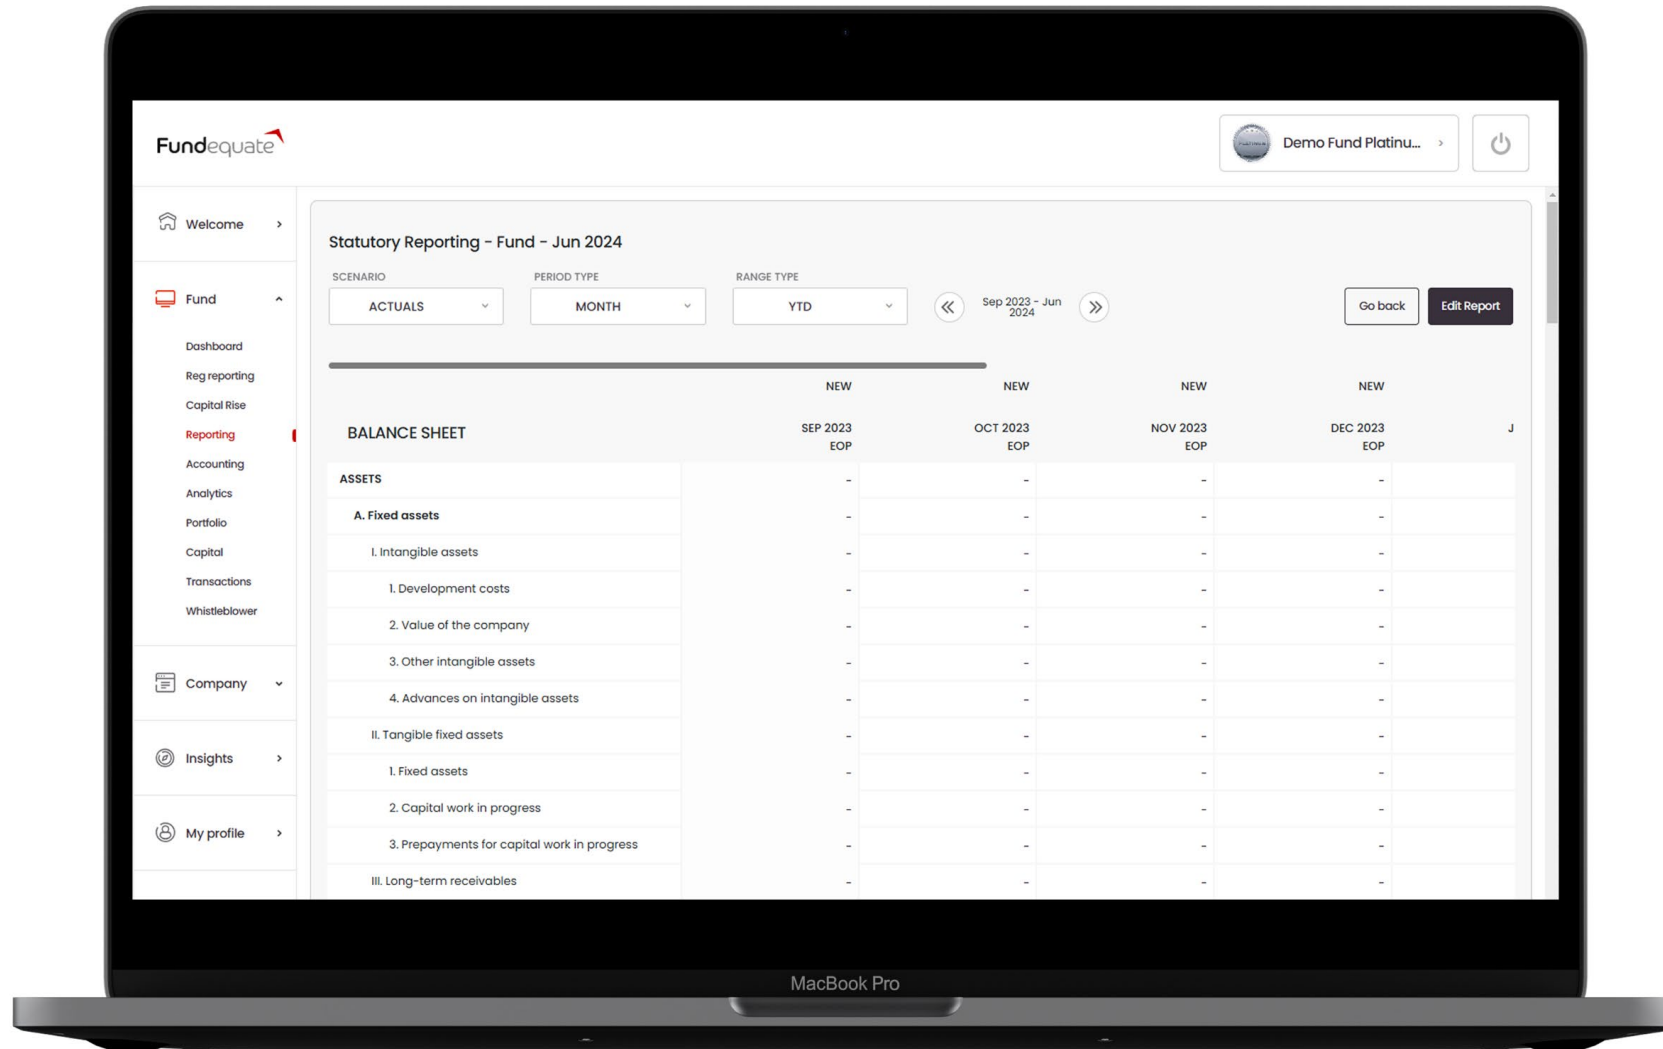 Fundequate
Demo Fund Platinu...
Welcome
Fund
Dashboard
Reg reporting
Capital Rise
Reporting
Accounting
Analytics
Portfolio
Capital
Transactions
Whistleblower
Company
Insights
My profile
Statutory Reporting - Fund - Jun 2024
SCENARIO PERIOD TYPE RANGE TYPE
ACTUALS MONTH YTD Sep 2023 - Jun
2024
Go back Edit Report
NEW NEW NEW NEW
BALANCE SHEET SEP 2023 OCT 2023 NOV 2023 DEC 2023 J
EOP EOP EOP EOP
ASSETS - - - -
A. Fixed assets - - - -
I. Intangible assets - - - -
1. Development costs - - - -
2. Value of the company - - - -
3. Other intangible assets - - - -
4. Advances on intangible assets - - - -
II. Tangible fixed assets - - - -
1. Fixed assets - - - -
2. Capital work in progress - - - -
3. Prepayments for capital work in progress - - - -
III. Long-term receivables - - - -
MacBook Pro